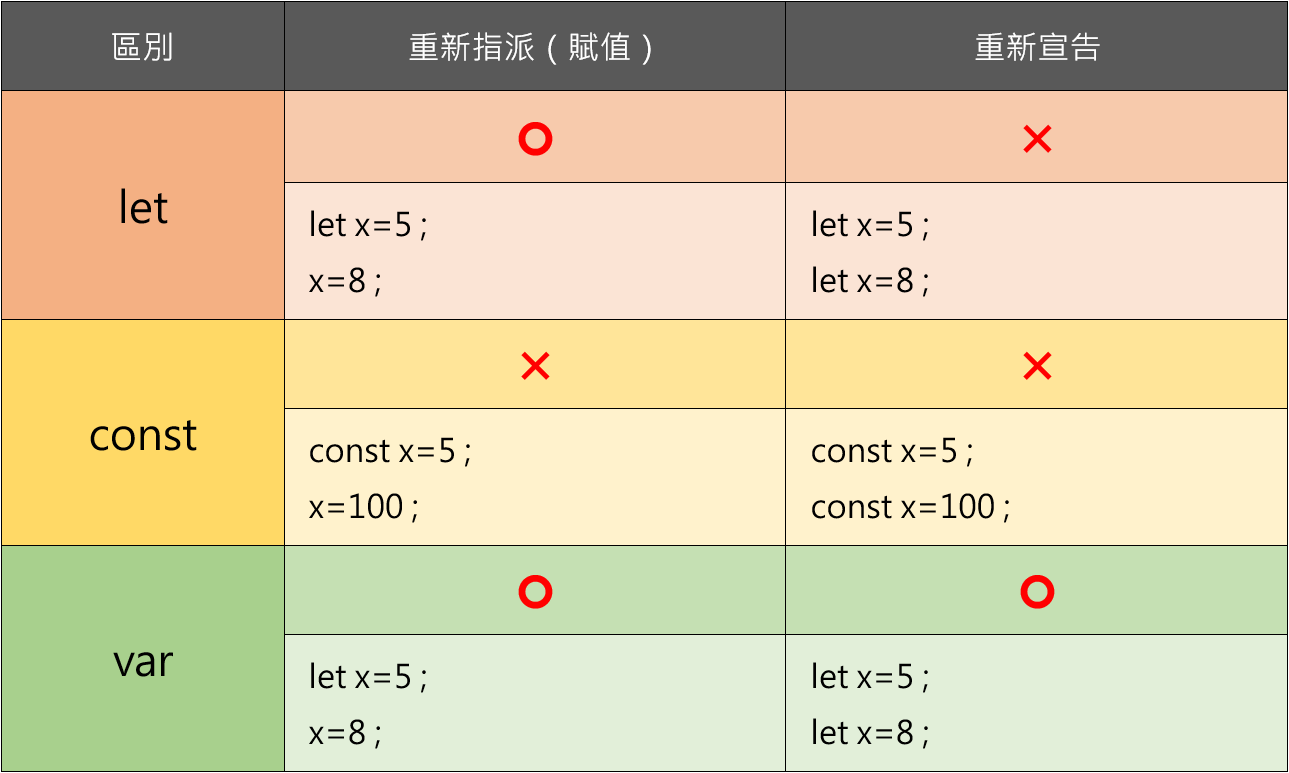 區別
重新指派（賦值）
重新宣告
let
○
×
let x=5 ;
x=8 ;
let x=5 ;
let x=8 ;
const
×
×
const x=5 ;
x=100 ;
const x=5 ;
const x=100 ;
var
○
○
let x=5 ;
x=8 ;
let x=5 ;
let x=8 ;